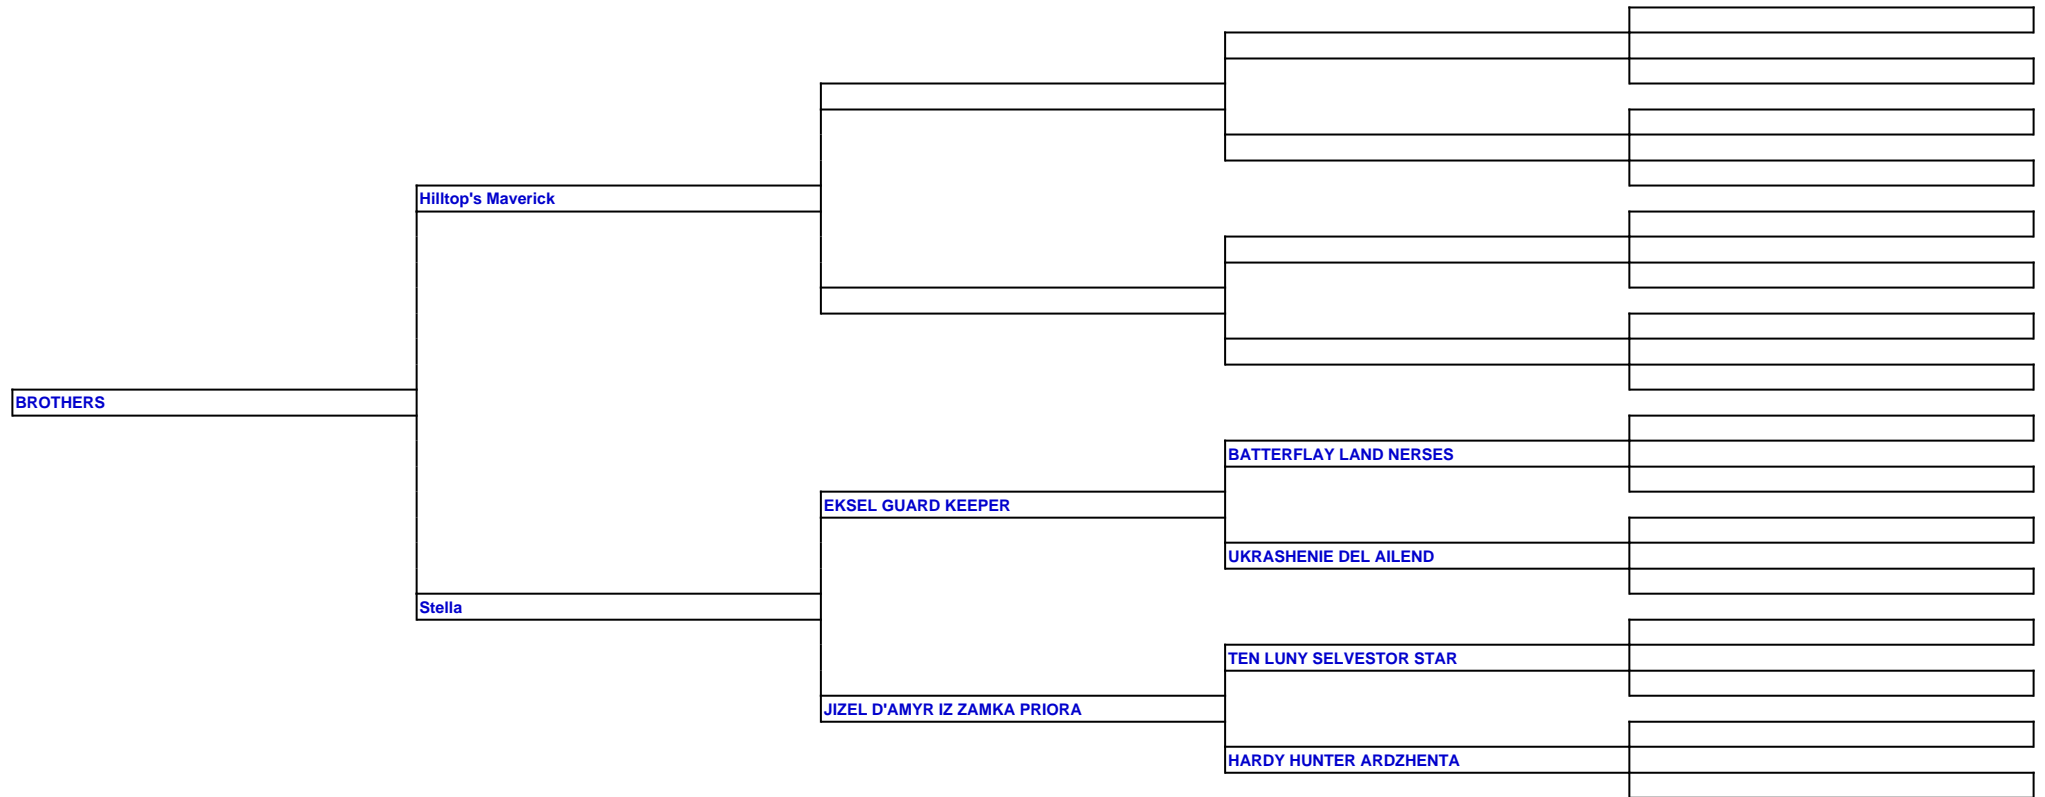 Hilltop's Maverick
BROTHERS
BATTERFLAY LAND NERSES
EKSEL GUARD KEEPER
UKRASHENIE DEL AILEND
Stella
TEN LUNY SELVESTOR STAR
JIZEL D'AMYR IZ ZAMKA PRIORA
HARDY HUNTER ARDZHENTA